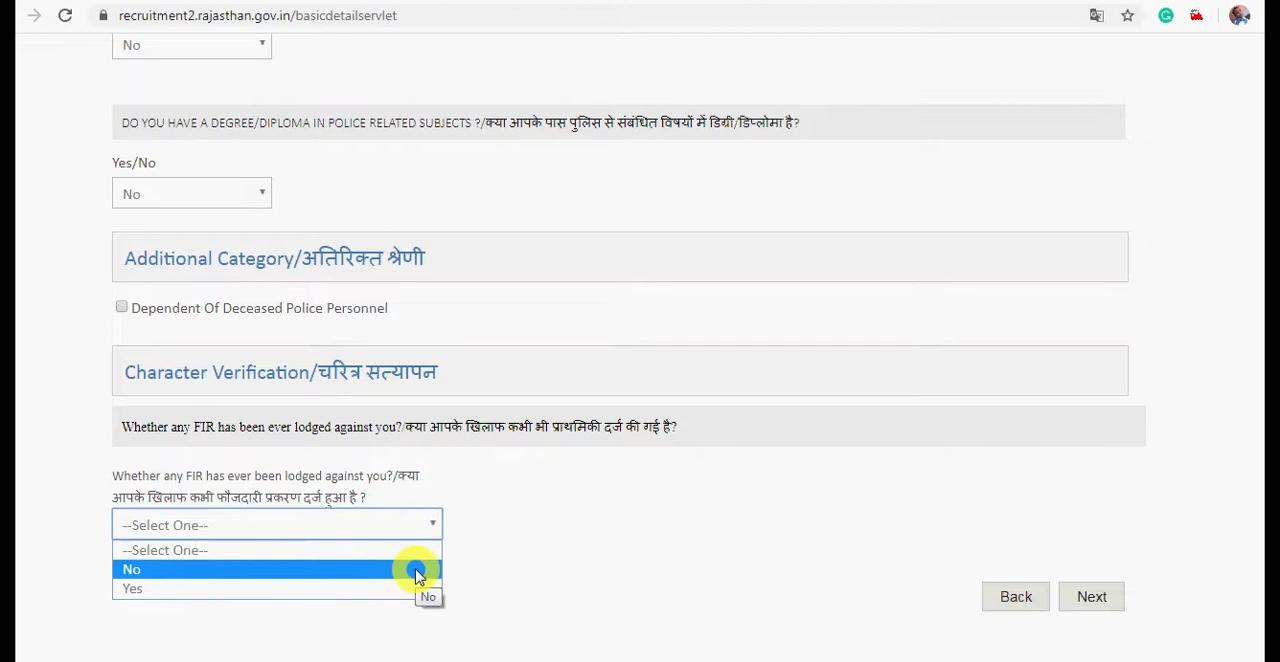 recruitment2.rajasthan.gov.in/basicdetailservlet
No
DO YOU HAVE A DEGREE/DIPLOMA IN POLICE RELATED SUBJECTS ?/क्या आपके पास पुलिस से संबंधित विषयों में डिग्री/डिप्लोमा है?
Yes/No
No
Additional Category/अतिरिक्त श्रेणी
Dependent Of Deceased Police Personnel
Character Verification/चरित्र सत्यापन
Whether any FIR has been ever lodged against you?/क्या आपके खिलाफ कभी भी प्राथमिकी दर्ज की गई है?
Whether any FIR has ever been lodged against you?/क्या
आपके खिलाफ कभी फौजदारी प्रकरण दर्ज हुआ है ?
--Select One--
--Select One--
No
Yes
No
Back Next